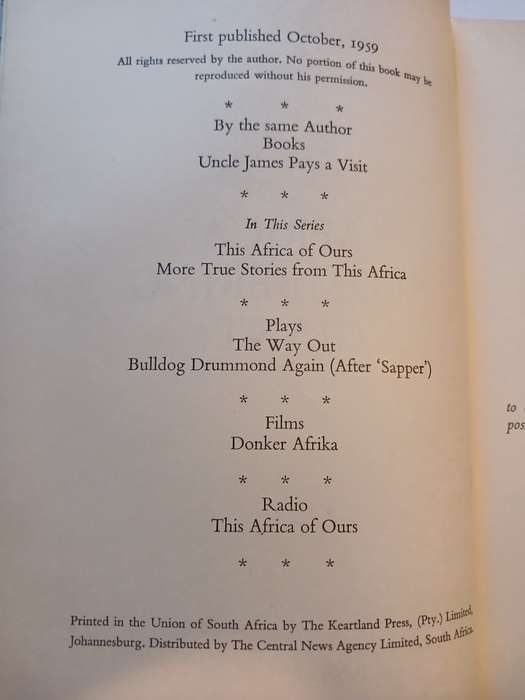 First published October, 1959
All rights reserved by the author. No portion of this book may be
reproduced without his permission.
* * *
By the same Author
Books
Uncle James Pays a Visit
* * *
In This Series
This Africa of Ours
More True Stories from This Africa
* * *
Plays
The Way Out
Bulldog Drummond Again (After ‘Sapper’)
* * *
Films
Donker Afrika
* * *
Radio
This Africa of Ours
* * *
Printed in the Union of South Africa by The Keartland Press, (Pty.) Limited,
Johannesburg. Distributed by The Central News Agency Limited, South Africa.
to
pos